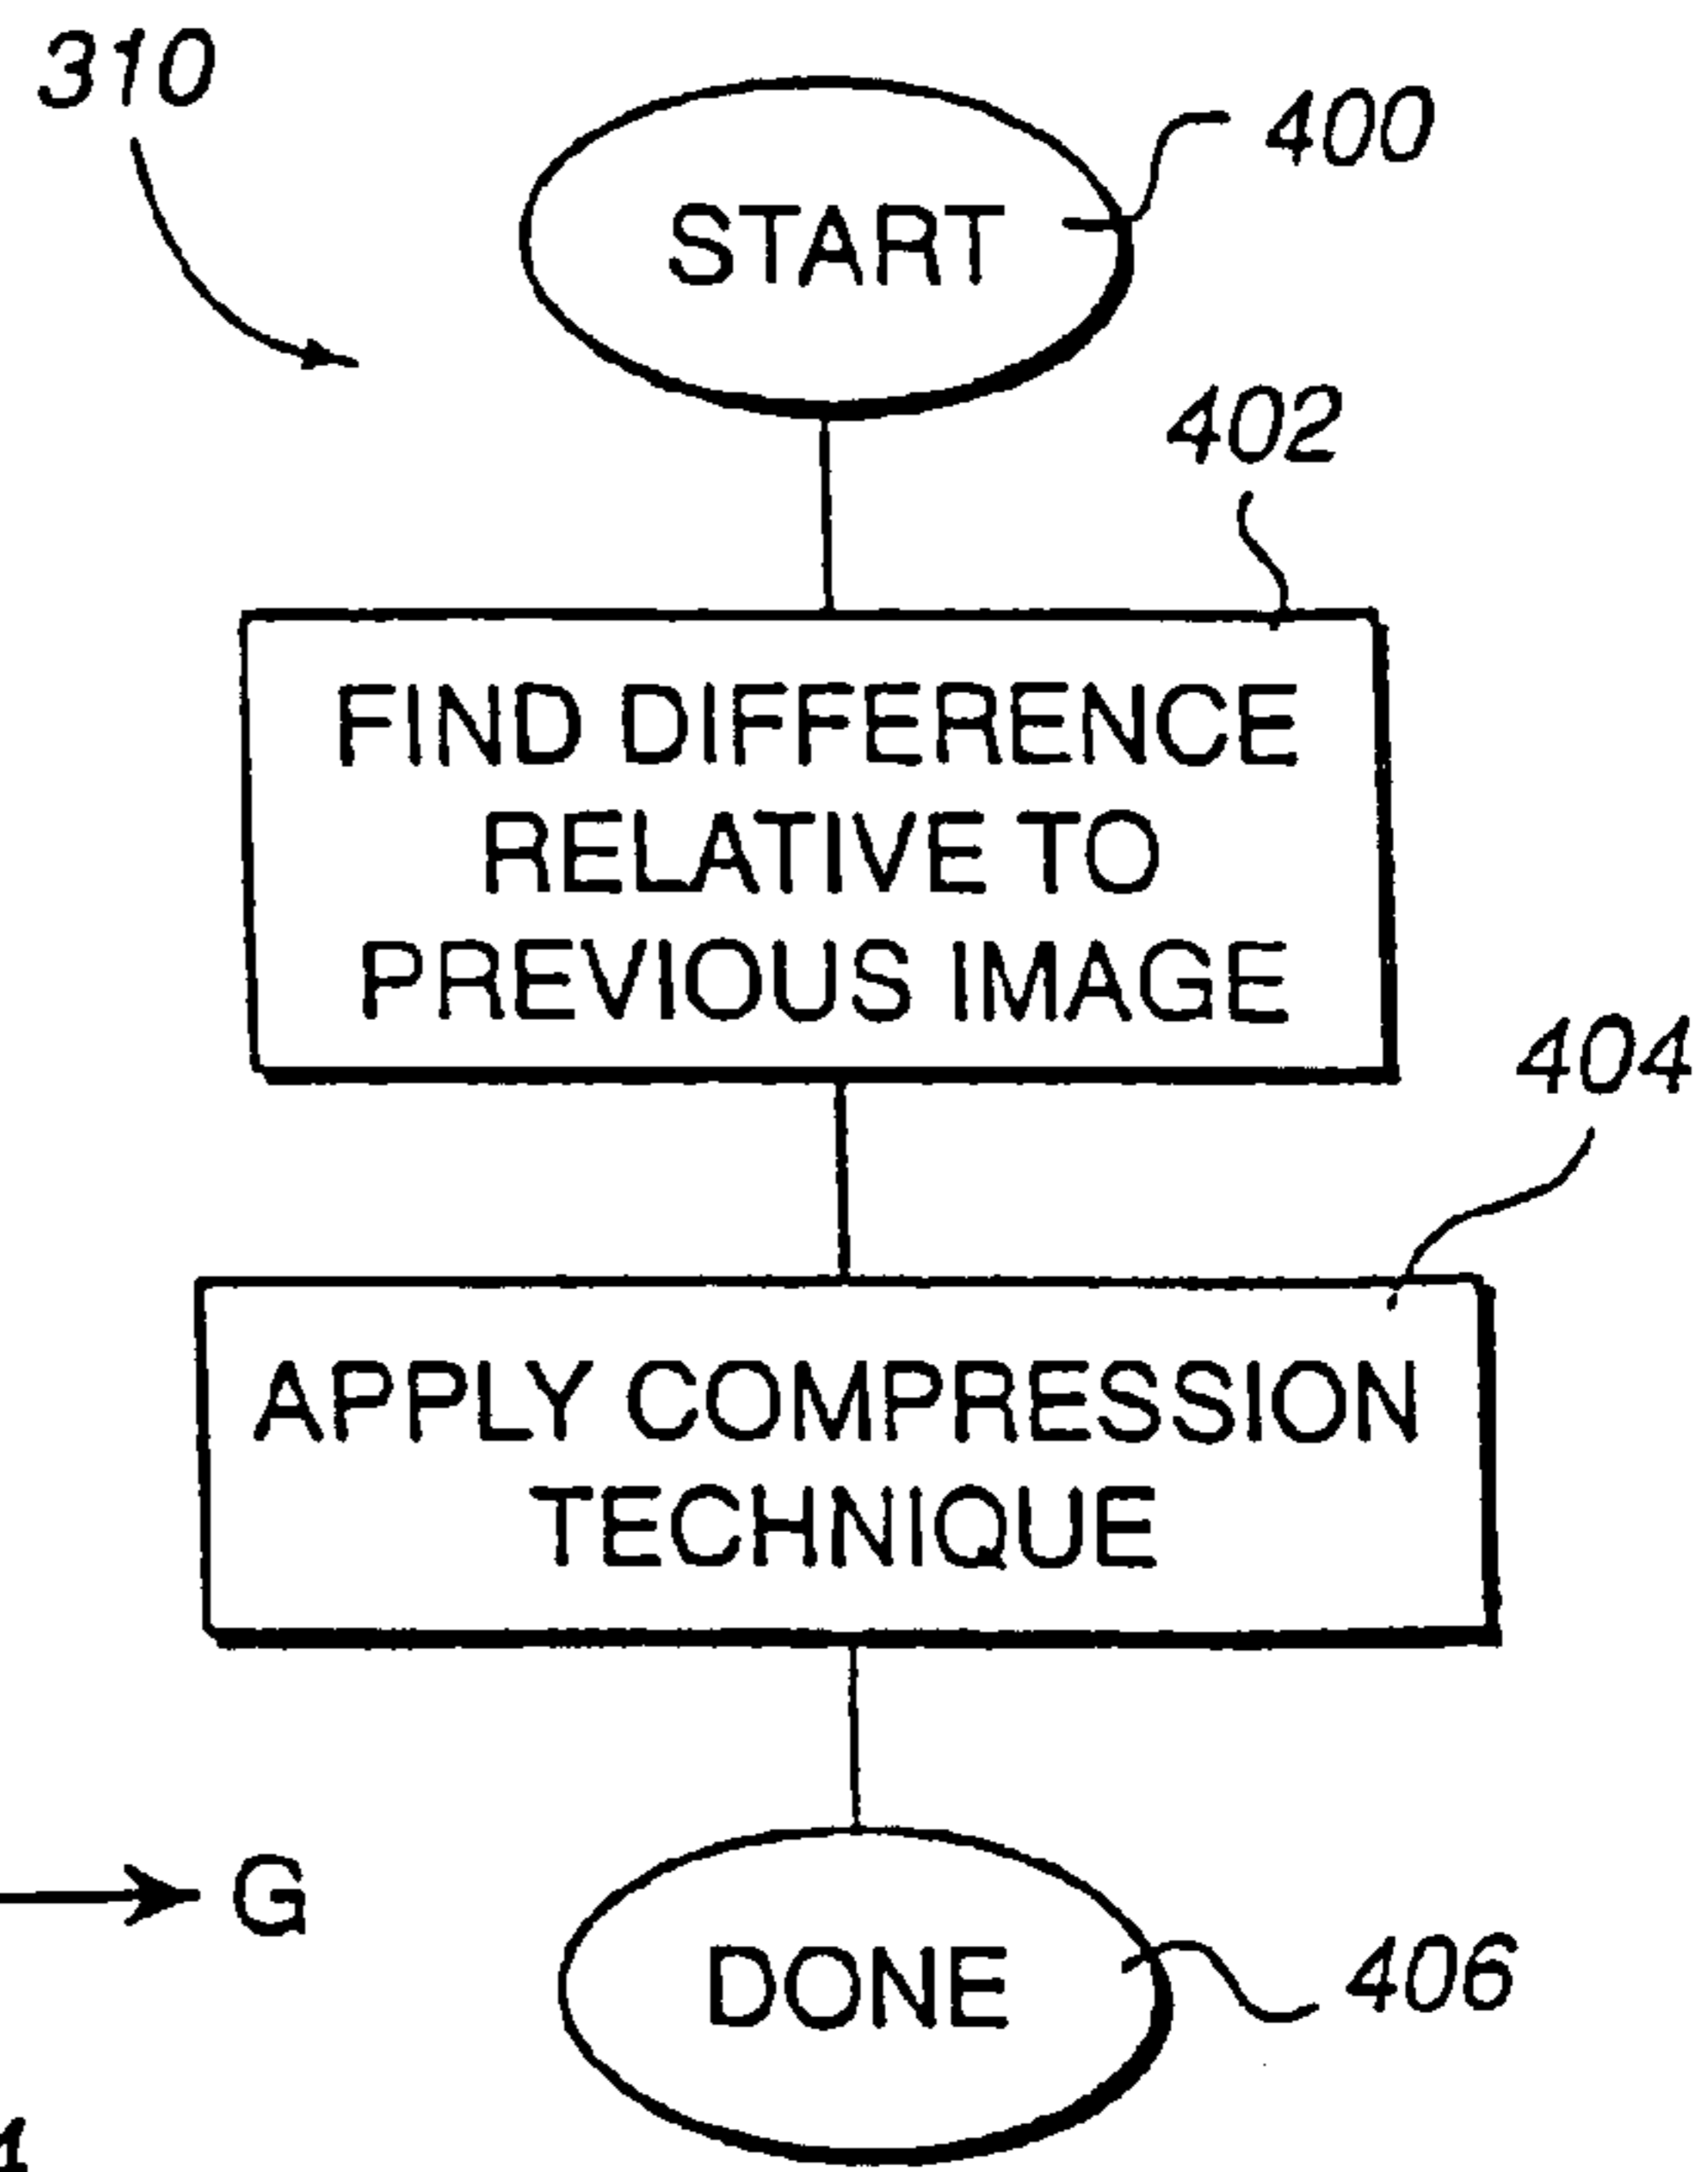 310
400
START
402
FIND DIFFERENCE
RELATIVE TO
PREVIOUS IMAGE
404
APPLY COMPRESSION
TECHNIQUE
G
DONE
406